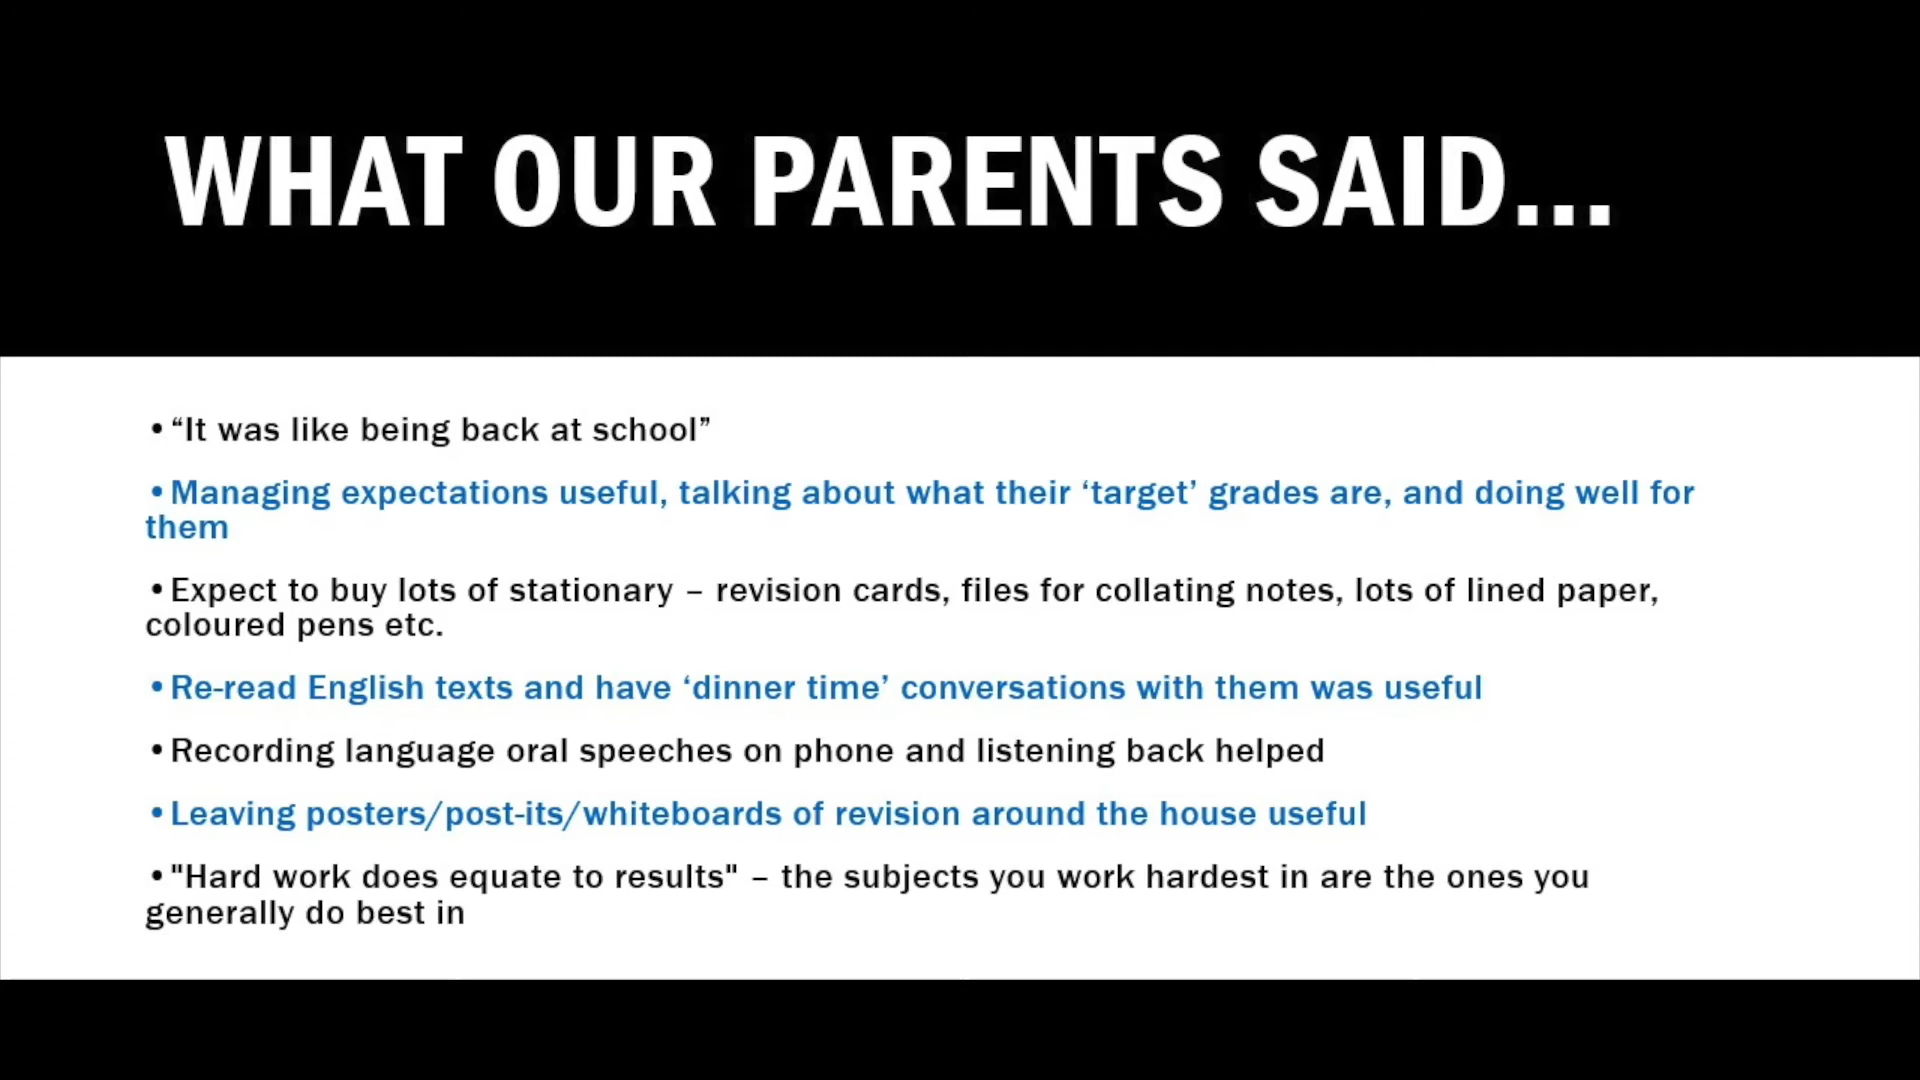 WHAT OUR PARENTS SAID...
•“It was like being back at school”
•Managing expectations useful, talking about what their ‘target’ grades are, and doing well for
them
•Expect to buy lots of stationary – revision cards, files for collating notes, lots of lined paper,
coloured pens etc.
•Re-read English texts and have ‘dinner time’ conversations with them was useful
•Recording language oral speeches on phone and listening back helped
•Leaving posters/post-its/whiteboards of revision around the house useful
•"Hard work does equate to results" – the subjects you work hardest in are the ones you
generally do best in